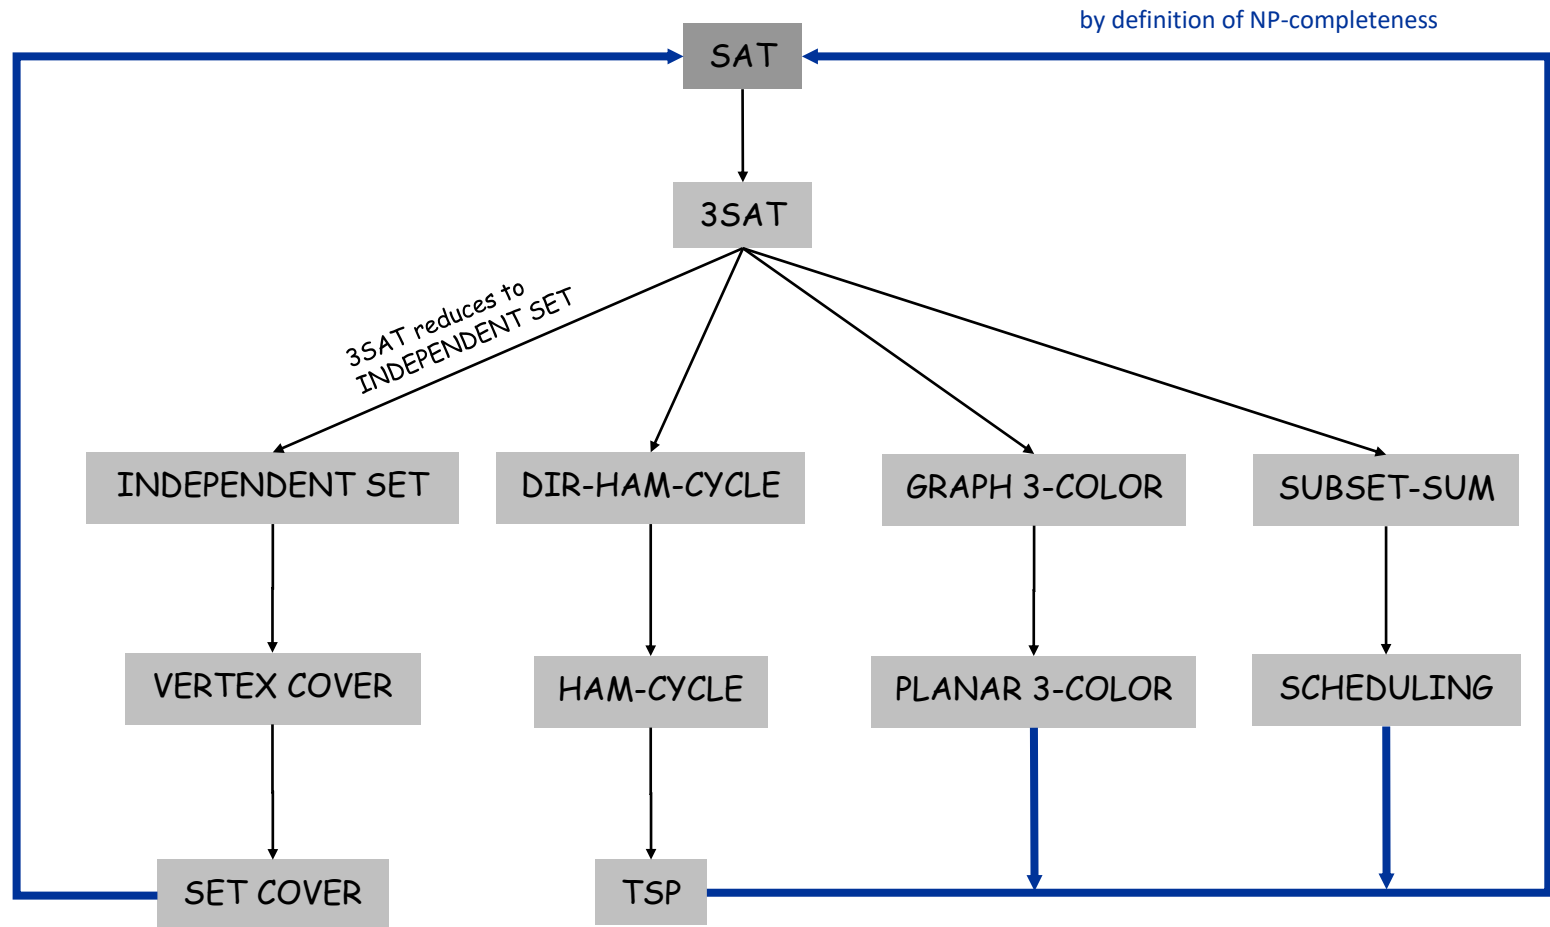 by definition of NP-completeness
SAT
3SAT
3SAT reduces to
INDEPENDENT SET
INDEPENDENT SET
DIR-HAM-CYCLE
GRAPH 3-COLOR
SUBSET-SUM
VERTEX COVER
HAM-CYCLE
PLANAR 3-COLOR
SCHEDULING
SET COVER
TSP